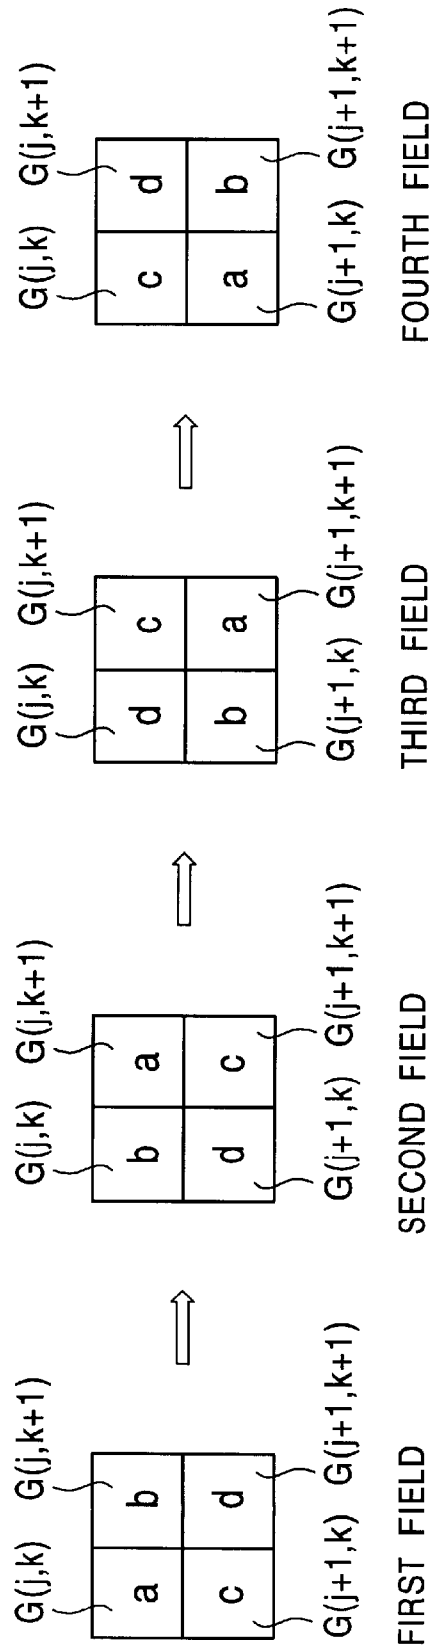 G(j,k) G(j,k+1)
a b
c d
G(j+1,k) G(j+1,k+1)
FIRST FIELD
G(j,k) G(j,k+1)
b a
d c
G(j+1,k) G(j+1,k+1)
SECOND FIELD
G(j,k) G(j,k+1)
d c
b a
G(j+1,k) G(j+1,k+1)
THIRD FIELD
G(j,k) G(j,k+1)
c d
a b
G(j+1,k) G(j+1,k+1)
FOURTH FIELD